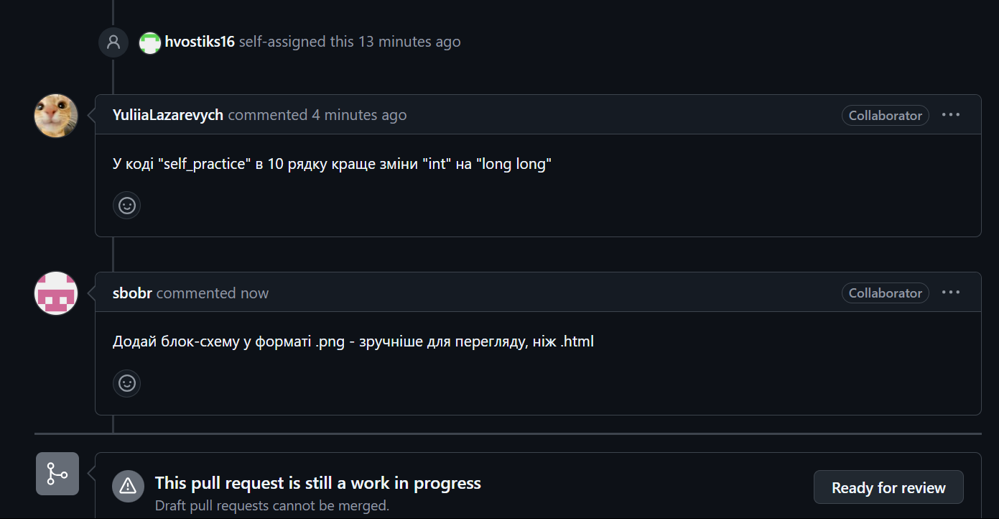 hvostiks16 self-assigned this 13 minutes ago
YuliiaLazarevych commented 4 minutes ago
Collaborator
У коді "self_practice" в 10 рядку краще зміни "int" на "long long"
sbobr commented now
Collaborator
Додай блок-схему у форматі .png - зручніше для перегляду, ніж .html
This pull request is still a work in progress
Draft pull requests cannot be merged.
Ready for review